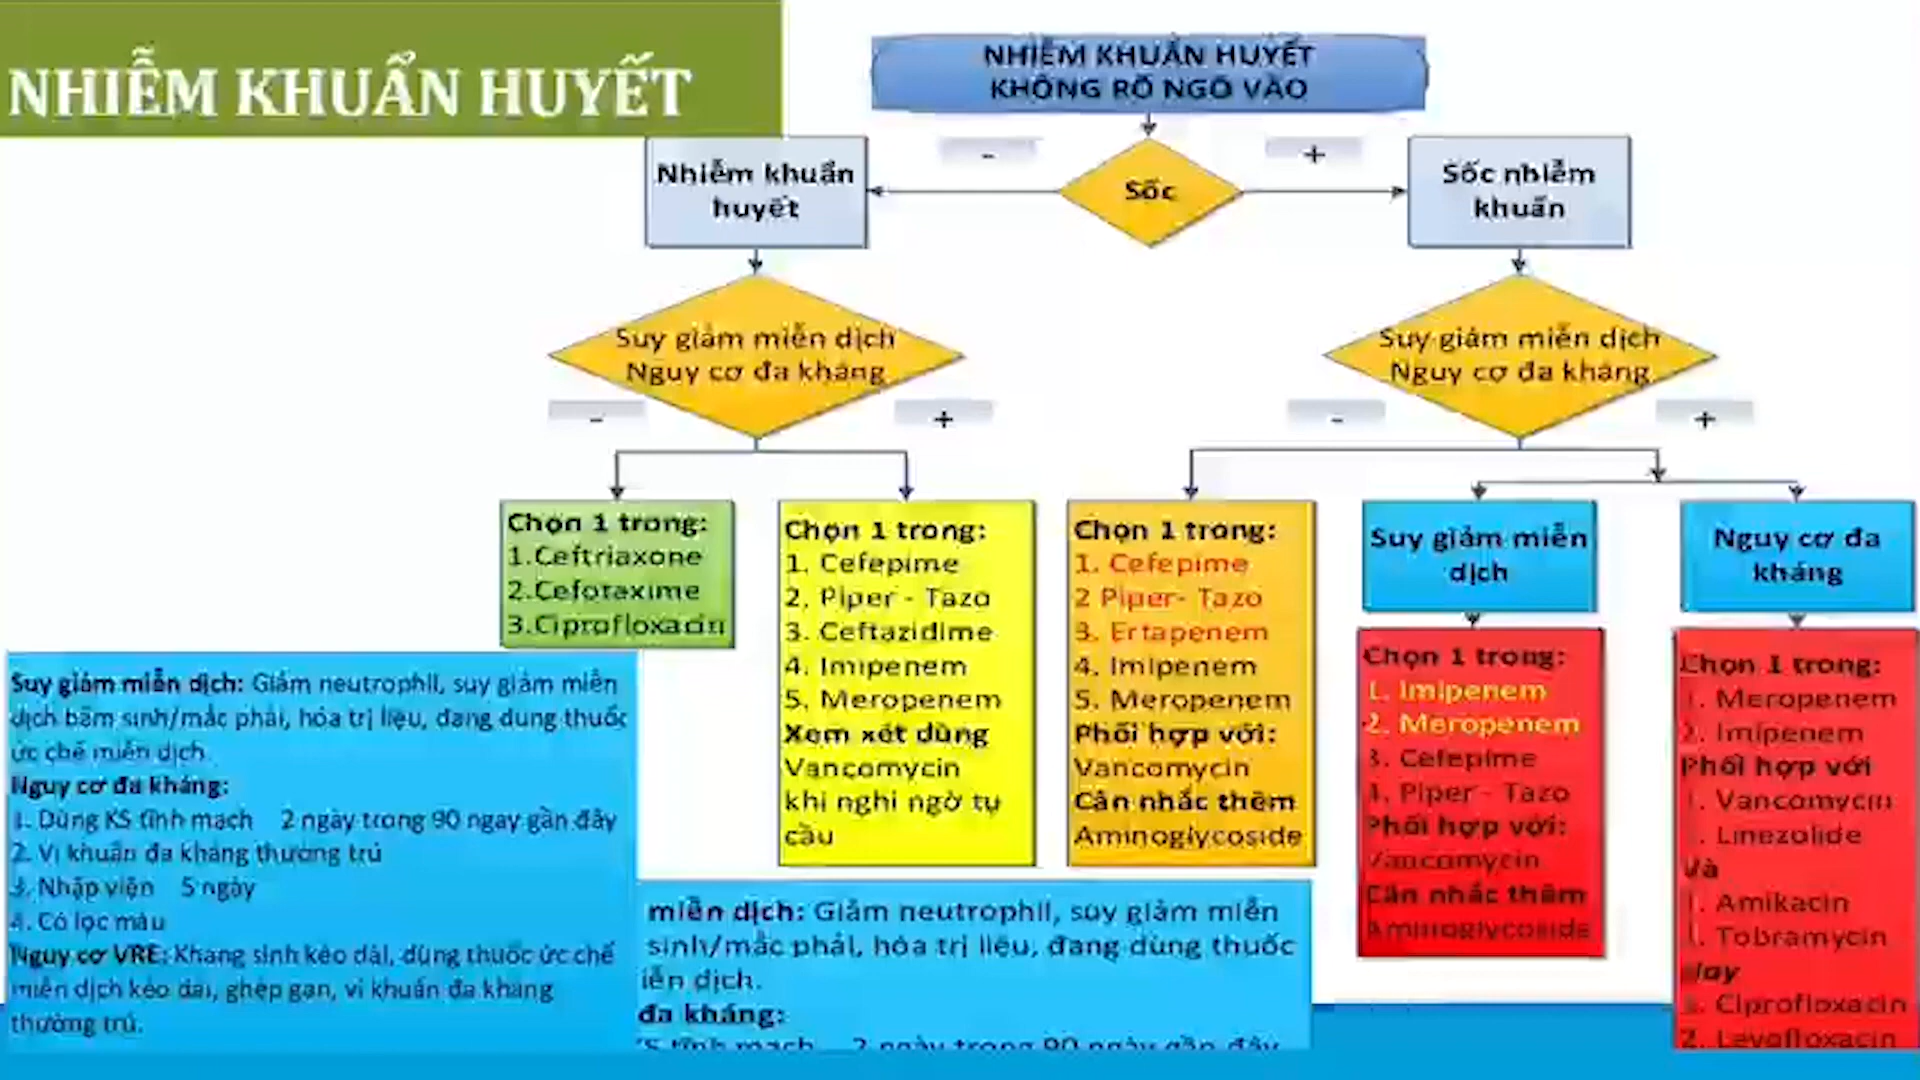 NHIỄM KHUẨN HUYẾT
NHIỄM KHUẨN HUYẾT
KHÔNG RÕ NGÕ VÀO
-
+
Nhiễm khuẩn
huyết
Sốc
Sốc nhiễm
khuẩn
Suy giảm miễn dịch
Nguy cơ đa kháng
-
+
Suy giảm miễn dịch
Nguy cơ đa kháng
-
+
Chọn 1 trong:
1.Ceftriaxone
2.Cefotaxime
3.Ciprofloxacin
Chọn 1 trong:
1. Cefepime
2. Piper - Tazo
3. Ceftazidime
4. Imipenem
5. Meropenem
Xem xét dùng
Vancomycin
khi nghi ngờ tụ
cầu
Chọn 1 trong:
1. Cefepime
2 Piper- Tazo
3. Ertapenem
4. Imipenem
5. Meropenem
Phối hợp với:
Vancomycin
Cân nhắc thêm
Aminoglycoside
Suy giảm miễn
dịch
Chọn 1 trong:
1. Imipenem
2. Meropenem
3. Cefepime
4. Piper - Tazo
Phối hợp với:
Vancomycin
Cân nhắc thêm
Aminoglycoside
Nguy cơ đa
kháng
Chọn 1 trong:
1. Meropenem
2. Imipenem
Phối hợp với
1. Vancomycin
Linezolide
Và
1. Amikacin
1. Tobramycin
Hay
Ciprofloxacin
2. Levofloxacin
Suy giảm miễn dịch: Giảm neutrophil, suy giảm miễn
dịch bẩm sinh/mắc phải, hóa trị liệu, đang dùng thuốc
ức chế miễn dịch.
Nguy cơ đa kháng:
1. Dùng KS tĩnh mạch 2 ngày trong 90 ngày gần đây
2. Vi khuẩn đa kháng thường trú
3. Nhập viện 5 ngày
4. Có lọc máu
Nguy cơ VRE: Kháng sinh kéo dài, dùng thuốc ức chế
miễn dịch kéo dài, ghép gan, vi khuẩn đa kháng
thường trú.
miễn dịch: Giảm neutrophil, suy giảm miễn
sinh/mắc phải, hóa trị liệu, đang dùng thuốc
iễn dịch.
đa kháng:
S tĩnh mạch 2 ngày trong 90 ngày gần đây